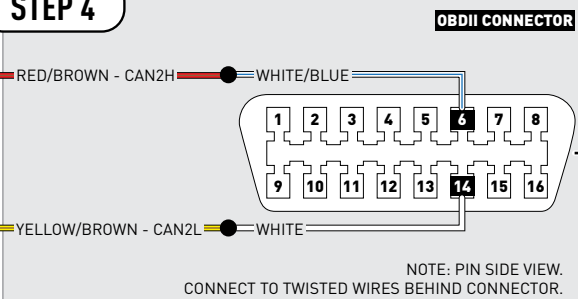 STEP 4
OBDII CONNECTOR
RED/BROWN - CAN2H
WHITE/BLUE
1 2 3 4 5 6 7 8
9 10 11 12 13 14 15 16
YELLOW/BROWN - CAN2L
WHITE
NOTE: PIN SIDE VIEW.
CONNECT TO TWISTED WIRES BEHIND CONNECTOR.